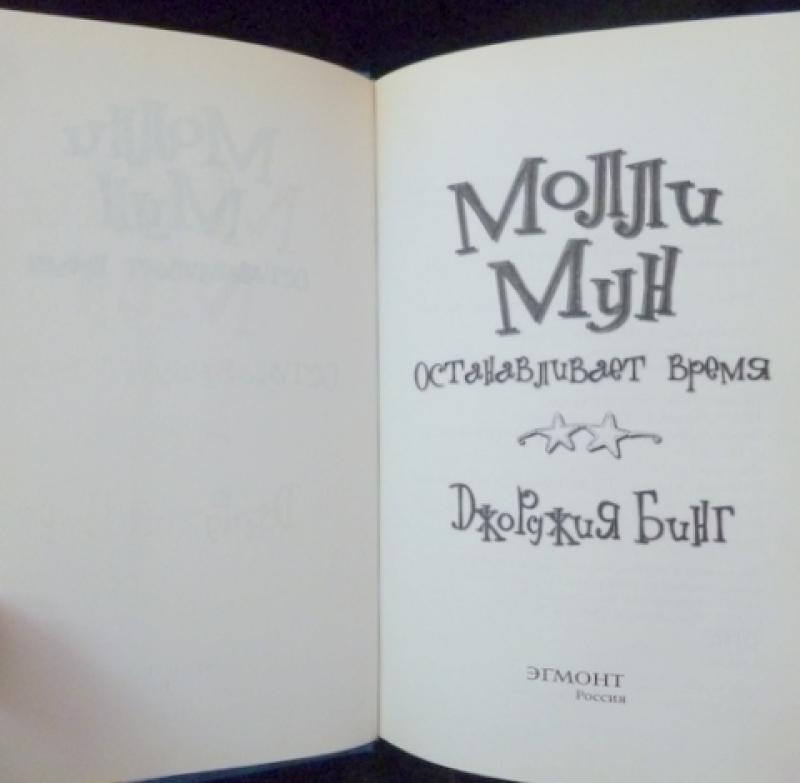 Молли
Мун
останавливает время
Джорджия Бинг
ЭГМОНТ
Россия